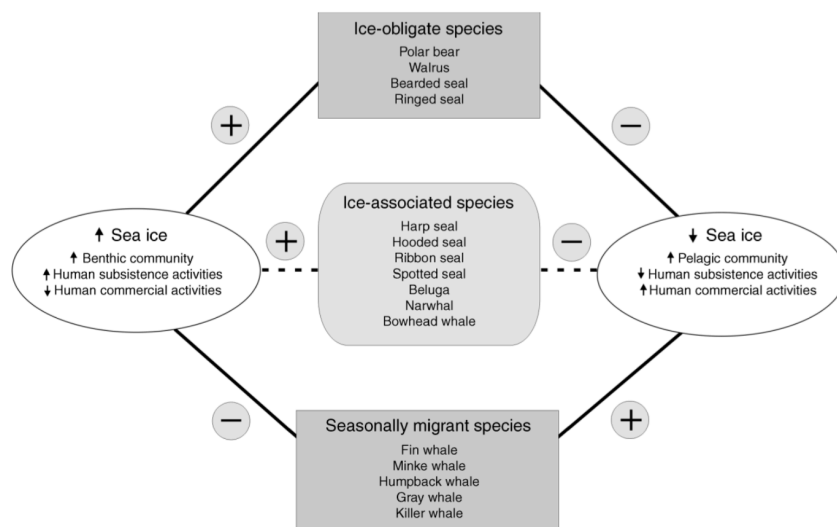 Ice-obligate species
Polar bear
Walrus
Bearded seal
Ringed seal
+
−
Ice-associated species
Harp seal
Hooded seal
Ribbon seal
Spotted seal
Beluga
Narwhal
Bowhead whale
↑ Sea ice
↑ Benthic community
↑ Human subsistence activities
↓ Human commercial activities
+
−
↓ Sea ice
↑ Pelagic community
↓ Human subsistence activities
↑ Human commercial activities
−
+
Seasonally migrant species
Fin whale
Minke whale
Humpback whale
Gray whale
Killer whale